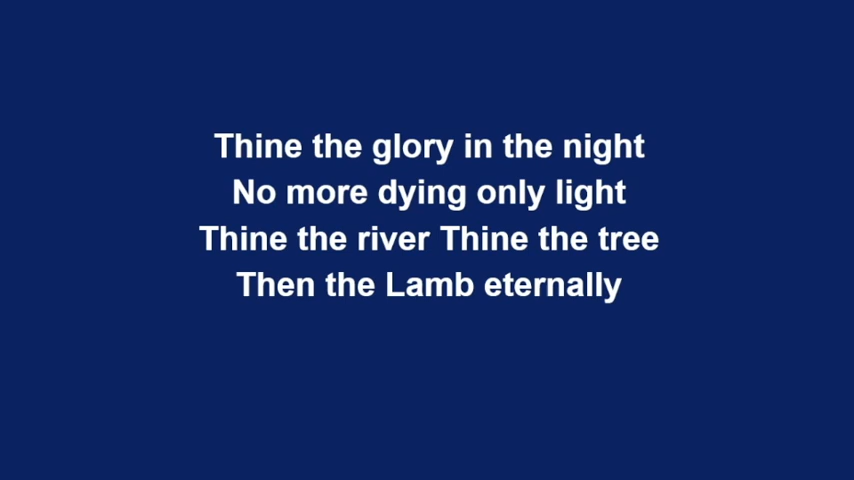 Thine the glory in the night
No more dying only light
Thine the river Thine the tree
Then the Lamb eternally